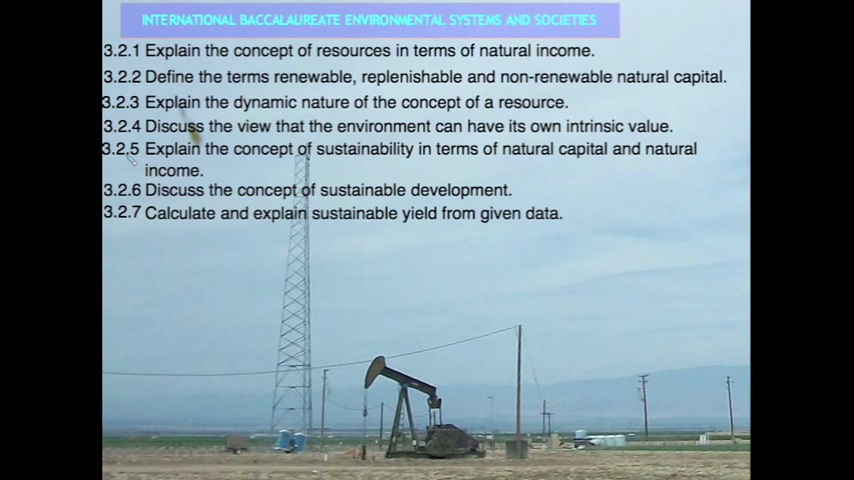 INTERNATIONAL BACCALAUREATE ENVIRONMENTAL SYSTEMS AND SOCIETIES
3.2.1 Explain the concept of resources in terms of natural income.
3.2.2 Define the terms renewable, replenishable and non-renewable natural capital.
3.2.3 Explain the dynamic nature of the concept of a resource.
3.2.4 Discuss the view that the environment can have its own intrinsic value.
3.2.5 Explain the concept of sustainability in terms of natural capital and natural
income.
3.2.6 Discuss the concept of sustainable development.
3.2.7 Calculate and explain sustainable yield from given data.